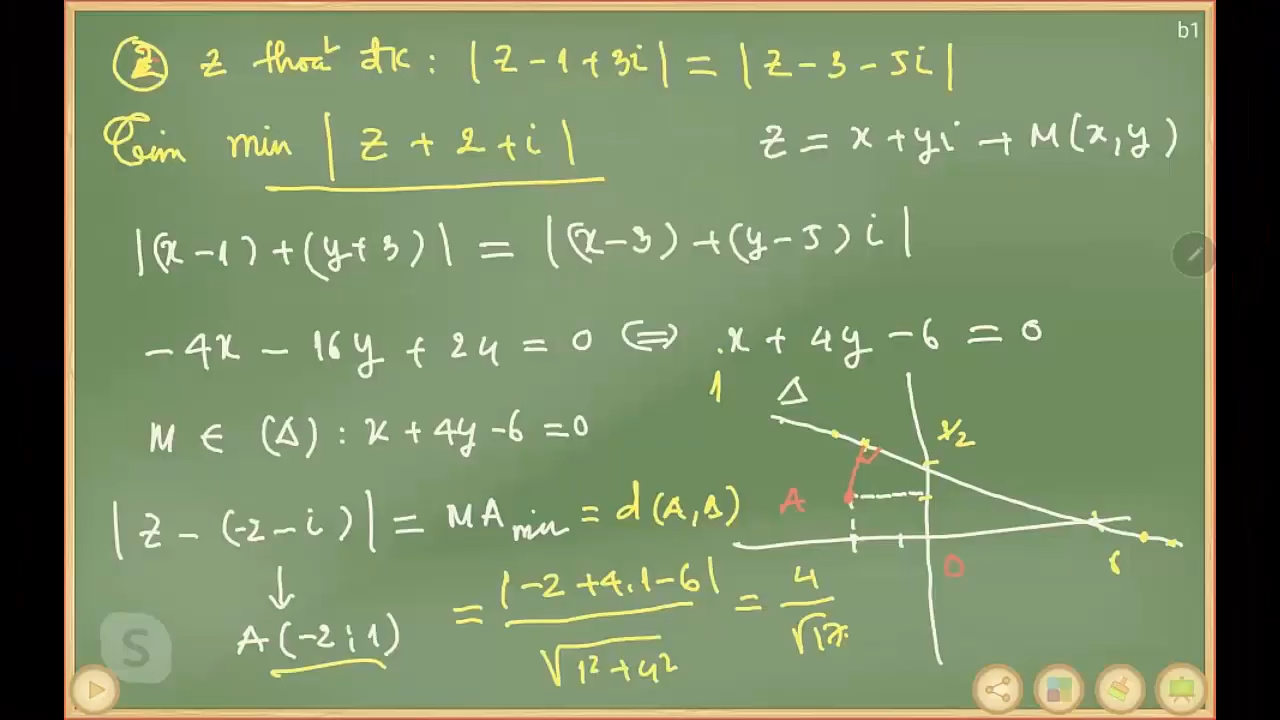 b1
② z thoả đk : |z - 1 + 3i| = |z - 3 - 5i|
Tìm min |z + 2 + i|
z = x + yi → M(x,y)
|(x-1) + (y+3)| = |(x-3) + (y-5)i|
-4x - 16y + 24 = 0 ⇔ x + 4y - 6 = 0
1
Δ
M ∈ (Δ) : x + 4y - 6 = 0
3/2
|z - (-2 - i)| = MA min = d(A,Δ)
A
O
6
↓
A(-2;1)
= |-2 + 4.1 - 6| / √1² + 4² = 4 / √17
S